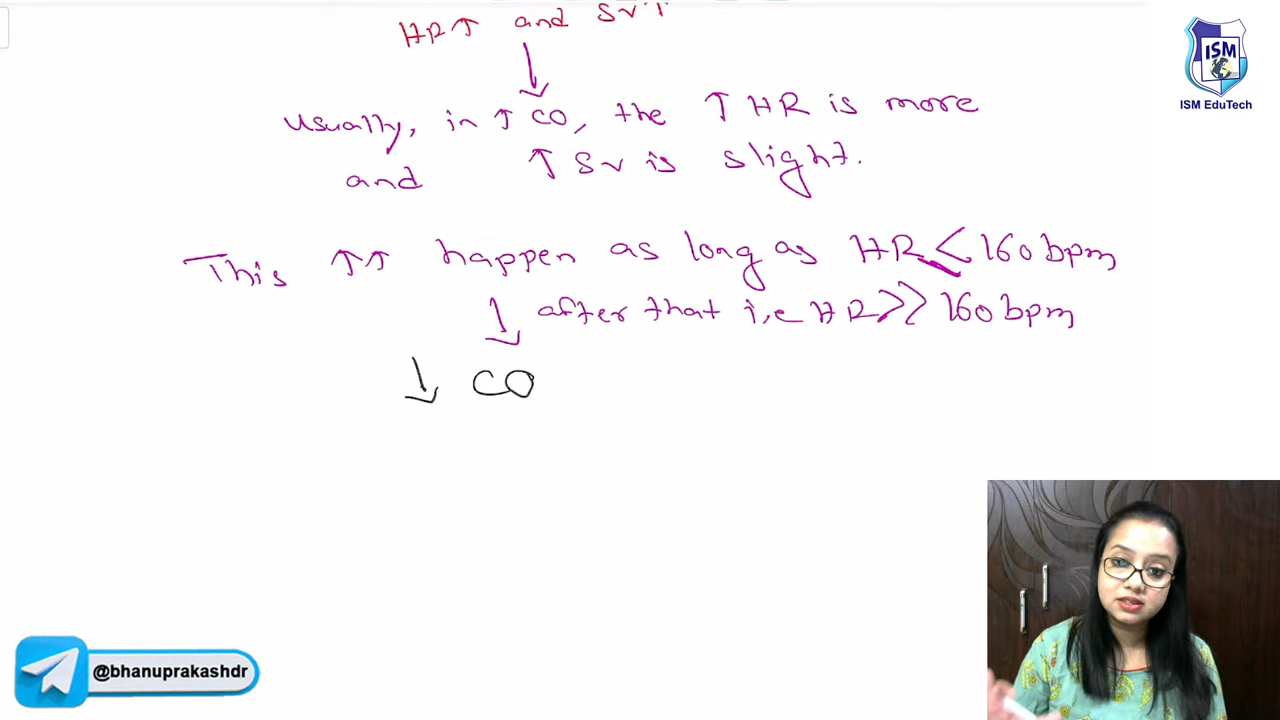 HR↑ and SV↑
↓
Usually, in ↑ CO, the ↑ HR is more
and ↑ SV is slight.
This ↑↑ happen as long as HR < 160 bpm
↓ after that i.e HR >> 160 bpm
↓ CO
ISM
ISM EduTech
@bhanuprakashdr